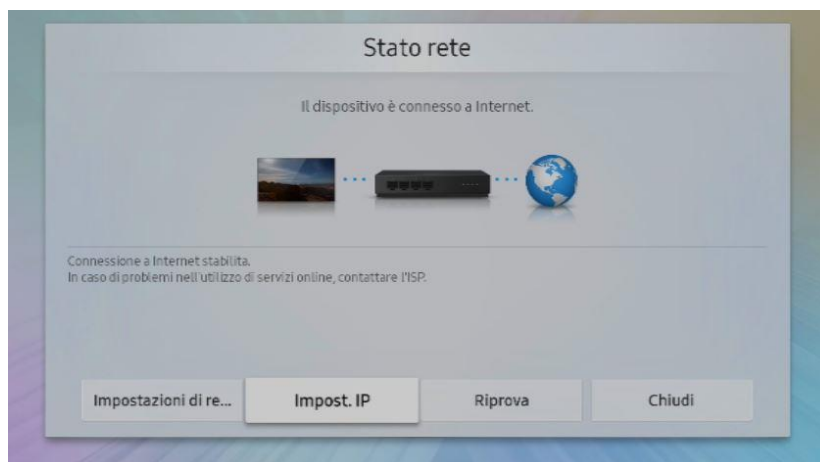 Stato rete
Il dispositivo è connesso a Internet.
Connessione a Internet stabilita.
In caso di problemi nell'utilizzo di servizi online, contattare l'ISP.
Impostazioni di re...
Impost. IP
Riprova
Chiudi